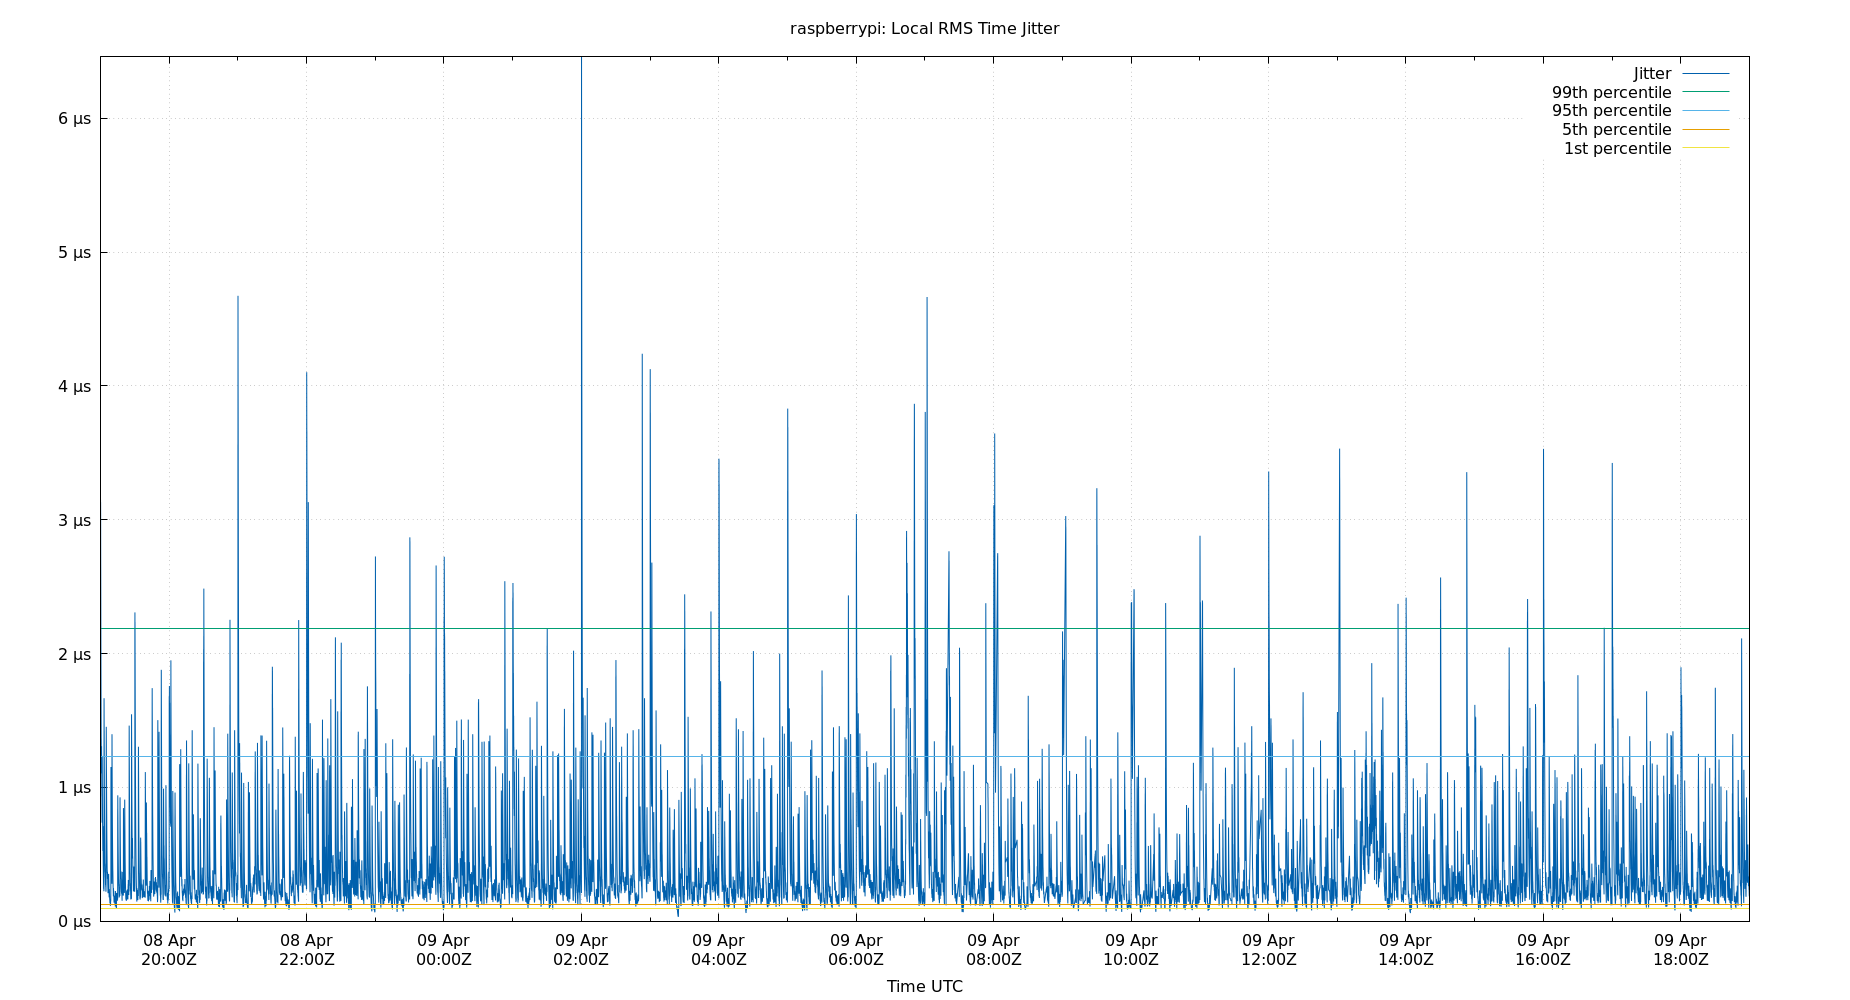 raspberrypi: Local RMS Time Jitter
Jitter
99th percentile
95th percentile
5th percentile
1st percentile
6 µs
5 µs
4 µs
3 µs
2 µs
1 µs
0 µs
08 Apr 08 Apr 09 Apr 09 Apr 09 Apr 09 Apr 09 Apr 09 Apr 09 Apr 09 Apr 09 Apr 09 Apr
20:00Z 22:00Z 00:00Z 02:00Z 04:00Z 06:00Z 08:00Z 10:00Z 12:00Z 14:00Z 16:00Z 18:00Z
Time UTC